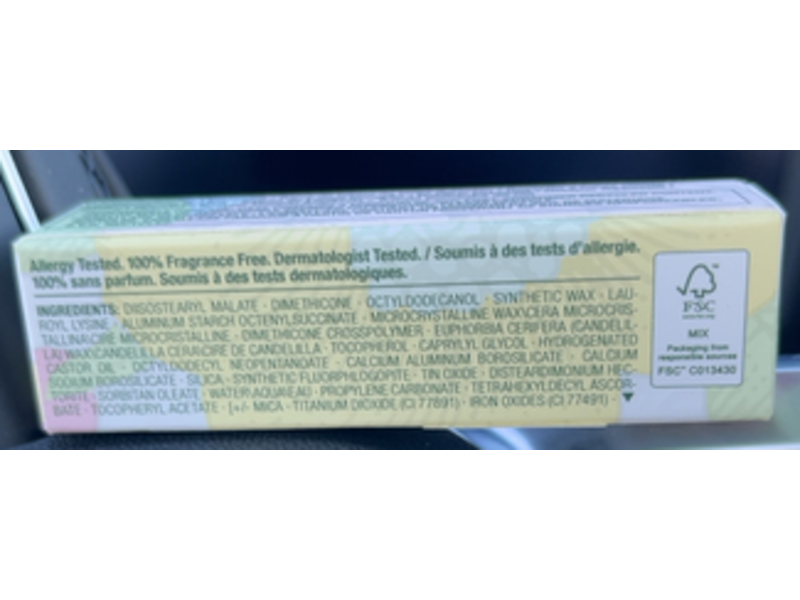 Allergy Tested. 100% Fragrance Free. Dermatologist Tested. / Soumis à des tests d'allergie.
100% sans parfum. Soumis à des tests dermatologiques.
INGREDIENTS: DIISOSTEARYL MALATE · DIMETHICONE · OCTYLDODECANOL · SYNTHETIC WAX · LAU-
ROYL LYSINE · ALUMINUM STARCH OCTENYLSUCCINATE · MICROCRYSTALLINE WAX\CERA MICROCRIS-
TALLINA\CIRE MICROCRISTALLINE · DIMETHICONE CROSSPOLYMER · EUPHORBIA CERIFERA (CANDELIL-
LA) WAX\CANDELILLA CERA\CIRE DE CANDELILLA · TOCOPHEROL · CAPRYLYL GLYCOL · HYDROGENATED
CASTOR OIL · OCTYLDODECYL NEOPENTANOATE · CALCIUM ALUMINUM BOROSILICATE · CALCIUM
SODIUM BOROSILICATE · SILICA · SYNTHETIC FLUORPHLOGOPITE · TIN OXIDE · DISTEARDIMONIUM HEC-
TORITE · SORBITAN OLEATE · WATER\AQUA\EAU · PROPYLENE CARBONATE · TETRAHEXYLDECYL ASCOR-
BATE · TOCOPHERYL ACETATE · [+/- MICA · TITANIUM DIOXIDE (CI 77891) · IRON OXIDES (CI 77491) · ▼
FSC
MIX
Packaging from
responsible sources
FSC™ C013430